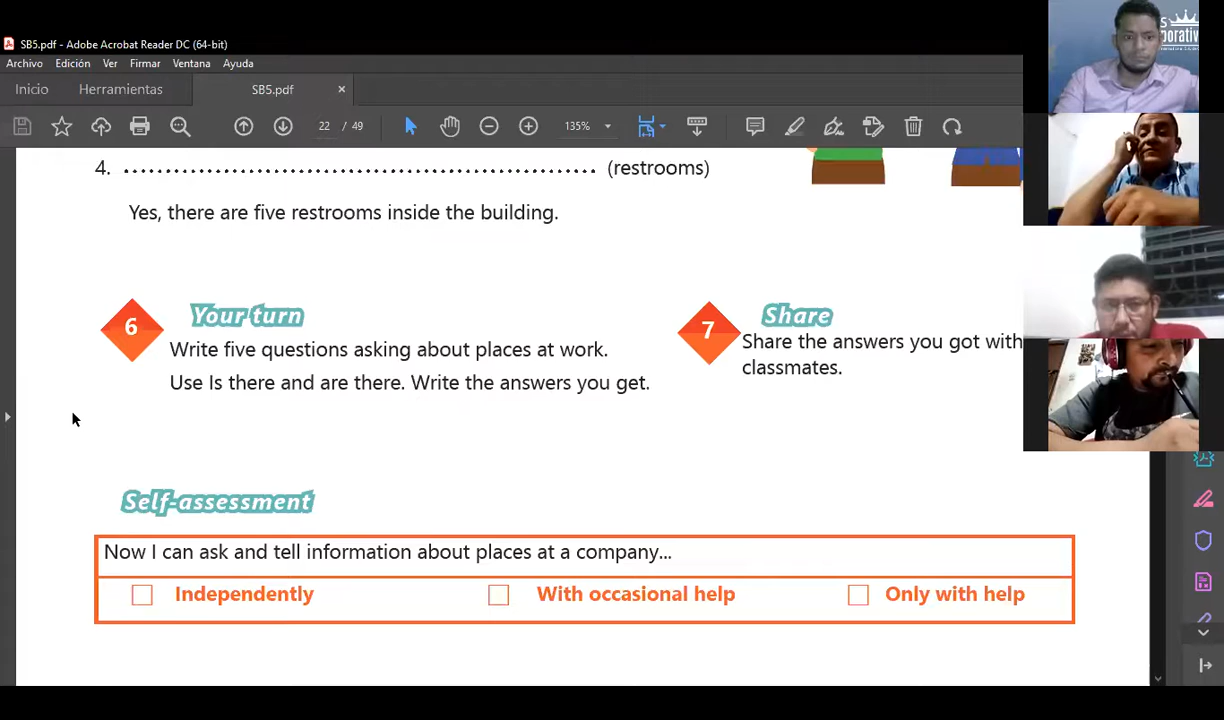 SB5.pdf - Adobe Acrobat Reader DC (64-bit)
Archivo Edición Ver Firmar Ventana Ayuda
Inicio Herramientas SB5.pdf ×
22 / 49 135%
4. ........................................................ (restrooms)
Yes, there are five restrooms inside the building.
6 Your turn
Write five questions asking about places at work.
Use Is there and are there. Write the answers you get.
7 Share
Share the answers you got with
classmates.
Self-assessment
Now I can ask and tell information about places at a company...
Independently With occasional help Only with help